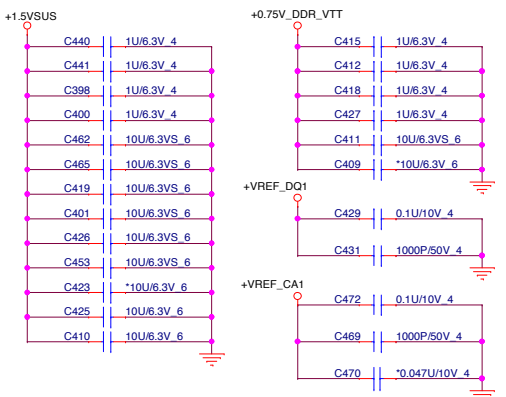 +1.5VSUS
C440 1U/6.3V_4
C441 1U/6.3V_4
C398 1U/6.3V_4
C400 1U/6.3V_4
C462 10U/6.3VS_6
C465 10U/6.3VS_6
C419 10U/6.3VS_6
C401 10U/6.3VS_6
C426 10U/6.3VS_6
C453 10U/6.3VS_6
C423 *10U/6.3V_6
C425 10U/6.3V_6
C410 10U/6.3V_6
+0.75V_DDR_VTT
C415 1U/6.3V_4
C412 1U/6.3V_4
C418 1U/6.3V_4
C427 1U/6.3V_4
C411 10U/6.3VS_6
C409 *10U/6.3V_6
+VREF_DQ1
C429 0.1U/10V_4
C431 1000P/50V_4
+VREF_CA1
C472 0.1U/10V_4
C469 1000P/50V_4
C470 *0.047U/10V_4